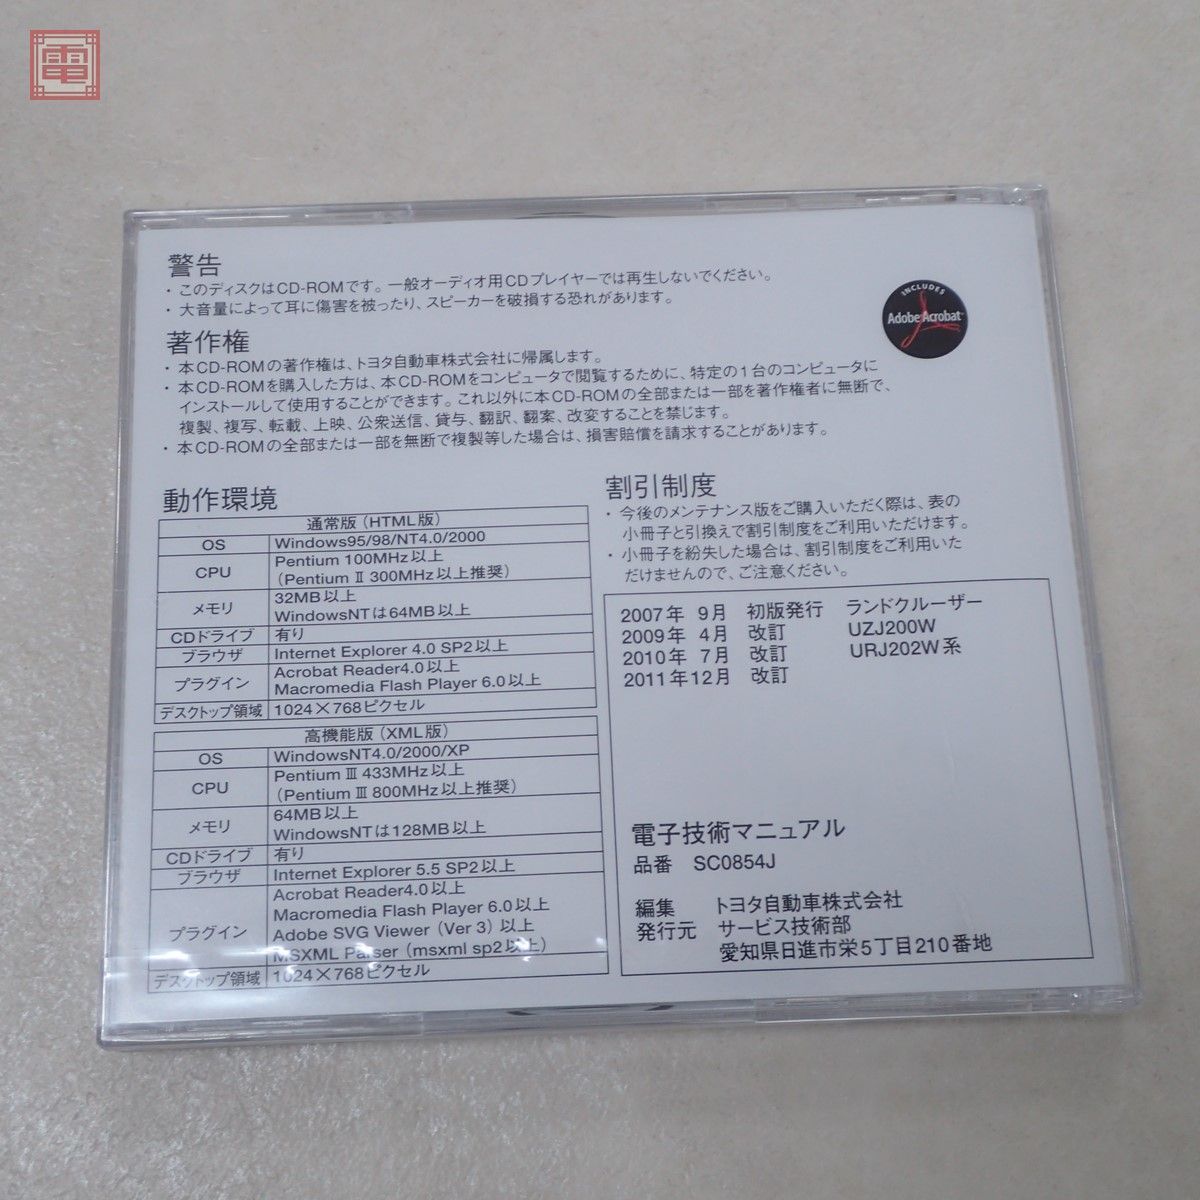 電
警告
・このディスクはCD-ROMです。一般オーディオ用CDプレイヤーでは再生しないでください。
・大音量によって耳に傷害を被ったり、スピーカーを破損する恐れがあります。
INCLUDES
Adobe Acrobat
著作権
・本CD-ROMの著作権は、トヨタ自動車株式会社に帰属します。
・本CD-ROMを購入した方は、本CD-ROMをコンピュータで閲覧するために、特定の1台のコンピュータに
インストールして使用することができます。これ以外に本CD-ROMの全部または一部を著作権者に無断で、
複製、複写、転載、上映、公衆送信、貸与、翻訳、翻案、改変することを禁じます。
・本CD-ROMの全部または一部を無断で複製等した場合は、損害賠償を請求することがあります。
動作環境
通常版（HTML版）
OS Windows95/98/NT4.0/2000
CPU Pentium 100MHz以上
（Pentium Ⅱ 300MHz以上推奨）
メモリ 32MB以上
WindowsNTは64MB以上
CDドライブ 有り
ブラウザ Internet Explorer 4.0 SP2以上
プラグイン Acrobat Reader4.0以上
Macromedia Flash Player 6.0以上
デスクトップ領域 1024×768ピクセル
高機能版（XML版）
OS WindowsNT4.0/2000/XP
CPU Pentium Ⅲ 433MHz以上
（Pentium Ⅲ 800MHz以上推奨）
メモリ 64MB以上
WindowsNTは128MB以上
CDドライブ 有り
ブラウザ Internet Explorer 5.5 SP2以上
プラグイン Acrobat Reader4.0以上
Macromedia Flash Player 6.0以上
Adobe SVG Viewer（Ver 3）以上
MSXML Parser（msxml sp2以上）
デスクトップ領域 1024×768ピクセル
割引制度
・今後のメンテナンス版をご購入いただく際は、表の
小冊子と引換えで割引制度をご利用いただけます。
・小冊子を紛失した場合は、割引制度をご利用いた
だけませんので、ご注意ください。
2007年 9月 初版発行 ランドクルーザー
2009年 4月 改訂 UZJ200W
2010年 7月 改訂 URJ202W系
2011年12月 改訂
電子技術マニュアル
品番 SC0854J
編集 トヨタ自動車株式会社
発行元 サービス技術部
愛知県日進市栄5丁目210番地